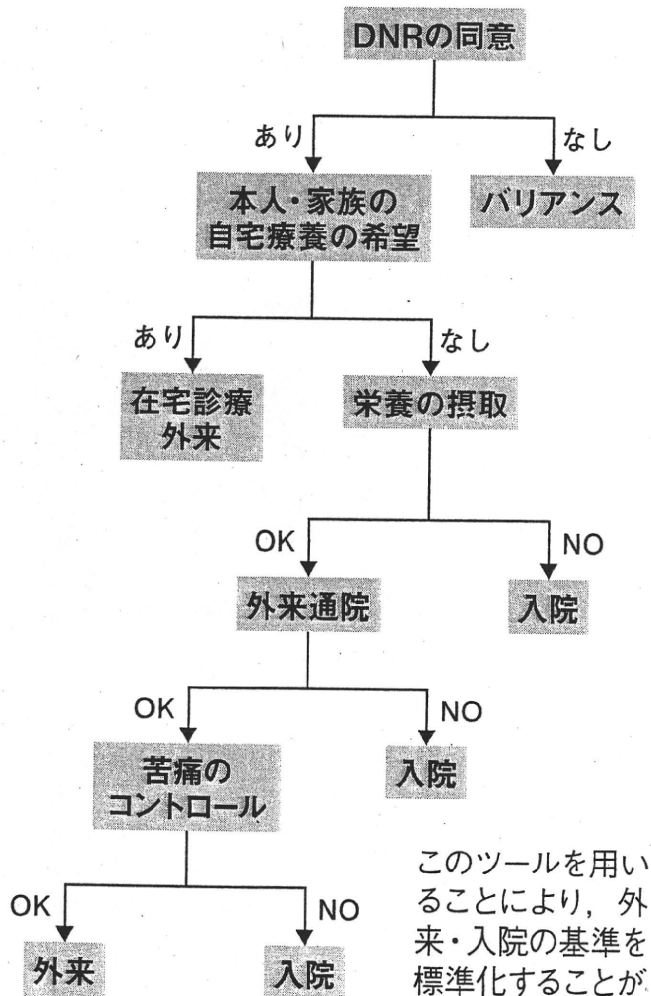 DNRの同意
あり
なし
本人・家族の
自宅療養の希望
バリアンス
あり
なし
在宅診療
外来
栄養の摂取
OK
NO
外来通院
入院
OK
NO
苦痛の
コントロール
入院
OK
NO
外来
入院
このツールを用い
ることにより，外
来・入院の基準を
標準化することが